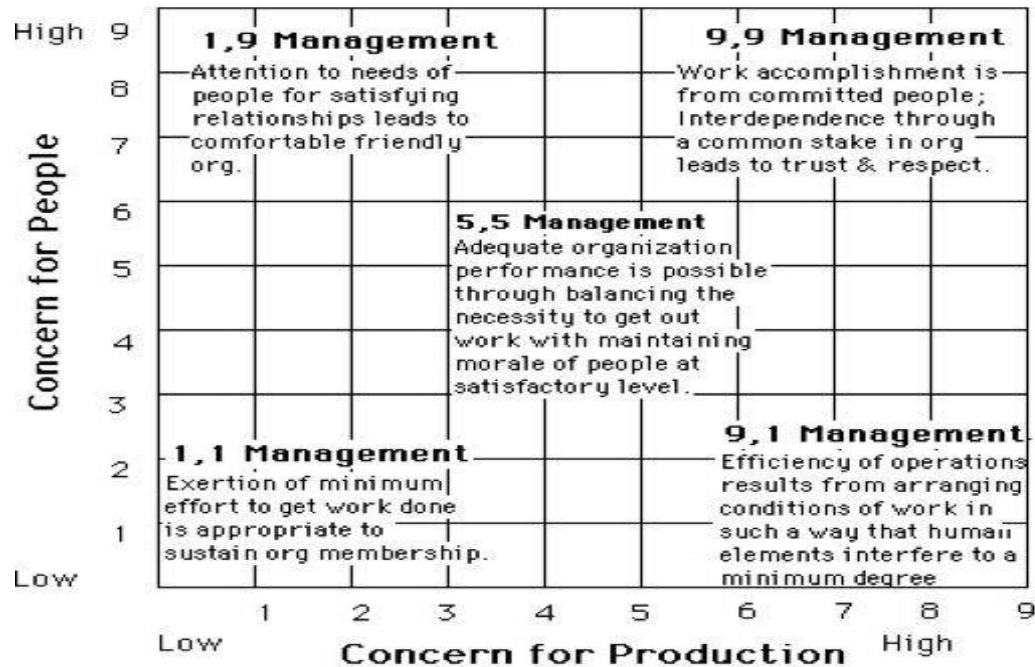 High 9
1,9 Management
Attention to needs of
people for satisfying
relationships leads to
comfortable friendly
org.
9,9 Management
Work accomplishment is
from committed people;
Interdependence through
a common stake in org
leads to trust & respect.
8
7
6
5
4
3
2
1
Low
Concern for People
5,5 Management
Adequate organization
performance is possible
through balancing the
necessity to get out
work with maintaining
morale of people at
satisfactory level.
1,1 Management
Exertion of minimum
effort to get work done
is appropriate to
sustain org membership.
9,1 Management
Efficiency of operations
results from arranging
conditions of work in
such a way that human
elements interfere to a
minimum degree
1 2 3 4 5 6 7 8 9
Low High
Concern for Production